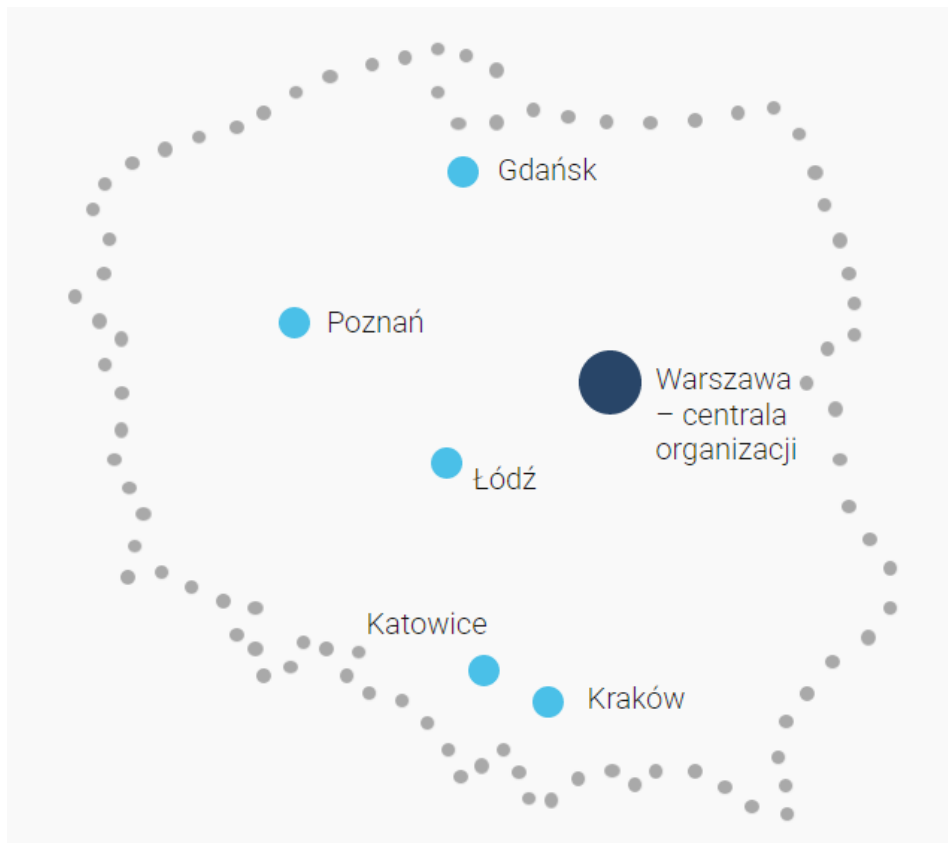 Gdańsk
Poznań
Warszawa
– centrala
organizacji
Łódź
Katowice
Kraków